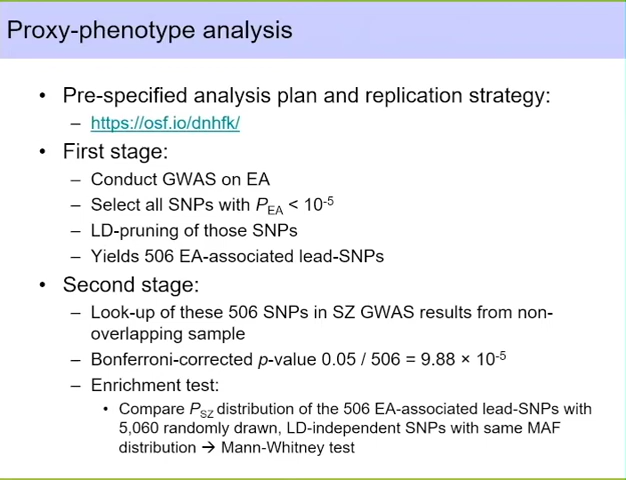 Proxy-phenotype analysis
• Pre-specified analysis plan and replication strategy:
– https://osf.io/dnhfk/
• First stage:
– Conduct GWAS on EA
– Select all SNPs with P_EA < 10^-5
– LD-pruning of those SNPs
– Yields 506 EA-associated lead-SNPs
• Second stage:
– Look-up of these 506 SNPs in SZ GWAS results from non-
overlapping sample
– Bonferroni-corrected p-value 0.05 / 506 = 9.88 × 10^-5
– Enrichment test:
• Compare P_SZ distribution of the 506 EA-associated lead-SNPs with
5,060 randomly drawn, LD-independent SNPs with same MAF
distribution → Mann-Whitney test